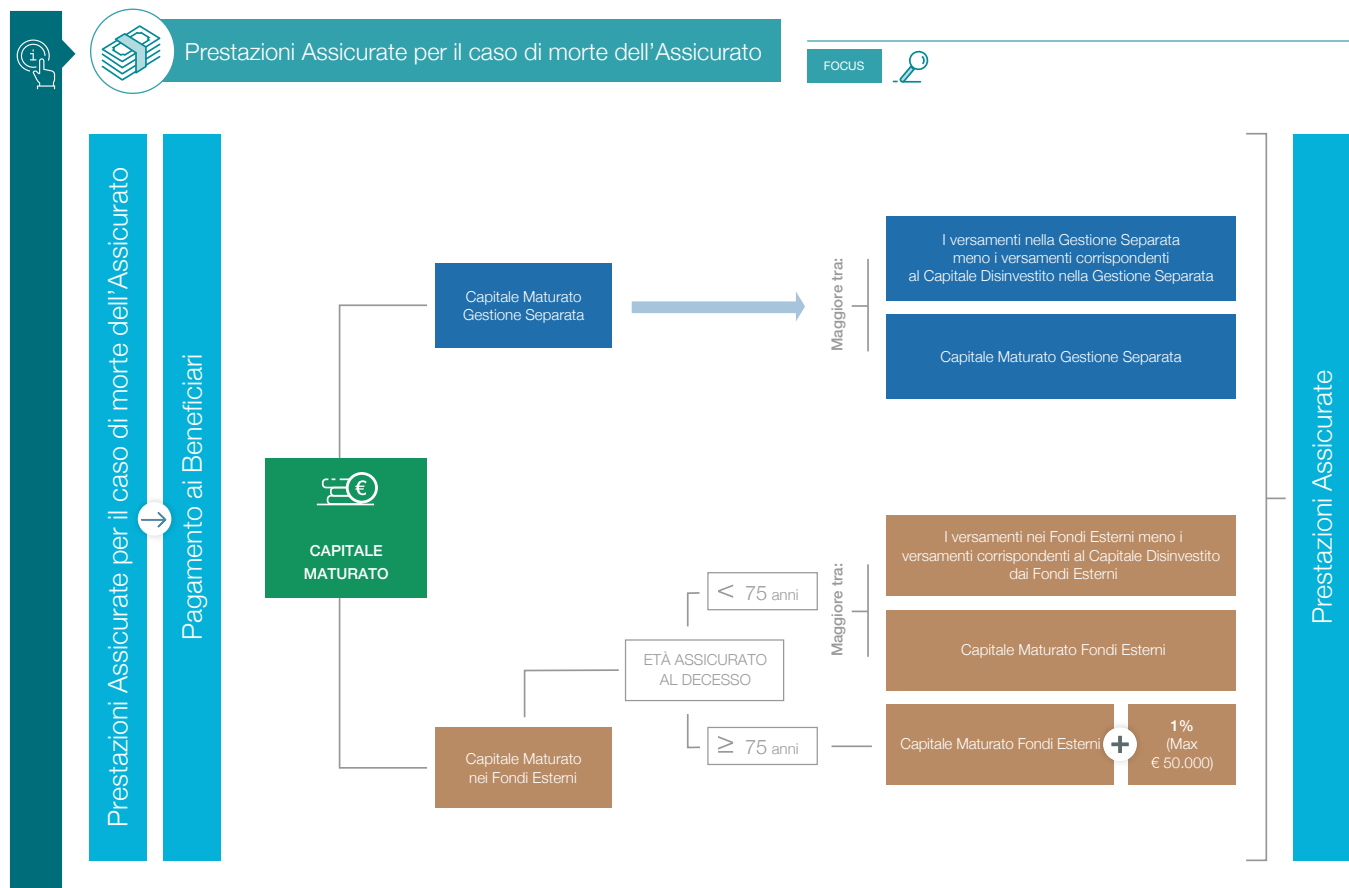 i
Prestazioni Assicurate per il caso di morte dell'Assicurato
FOCUS
Prestazioni Assicurate per il caso di morte dell'Assicurato
Pagamento ai Beneficiari
€
CAPITALE
MATURATO
Capitale Maturato
Gestione Separata
Maggiore tra:
I versamenti nella Gestione Separata
meno i versamenti corrispondenti
al Capitale Disinvestito nella Gestione Separata
Capitale Maturato Gestione Separata
Capitale Maturato
nei Fondi Esterni
ETÀ ASSICURATO
AL DECESSO
< 75 anni
Maggiore tra:
I versamenti nei Fondi Esterni meno i
versamenti corrispondenti al Capitale Disinvestito
dai Fondi Esterni
Capitale Maturato Fondi Esterni
≥ 75 anni
Capitale Maturato Fondi Esterni
+
1%
(Max
€ 50.000)
Prestazioni Assicurate